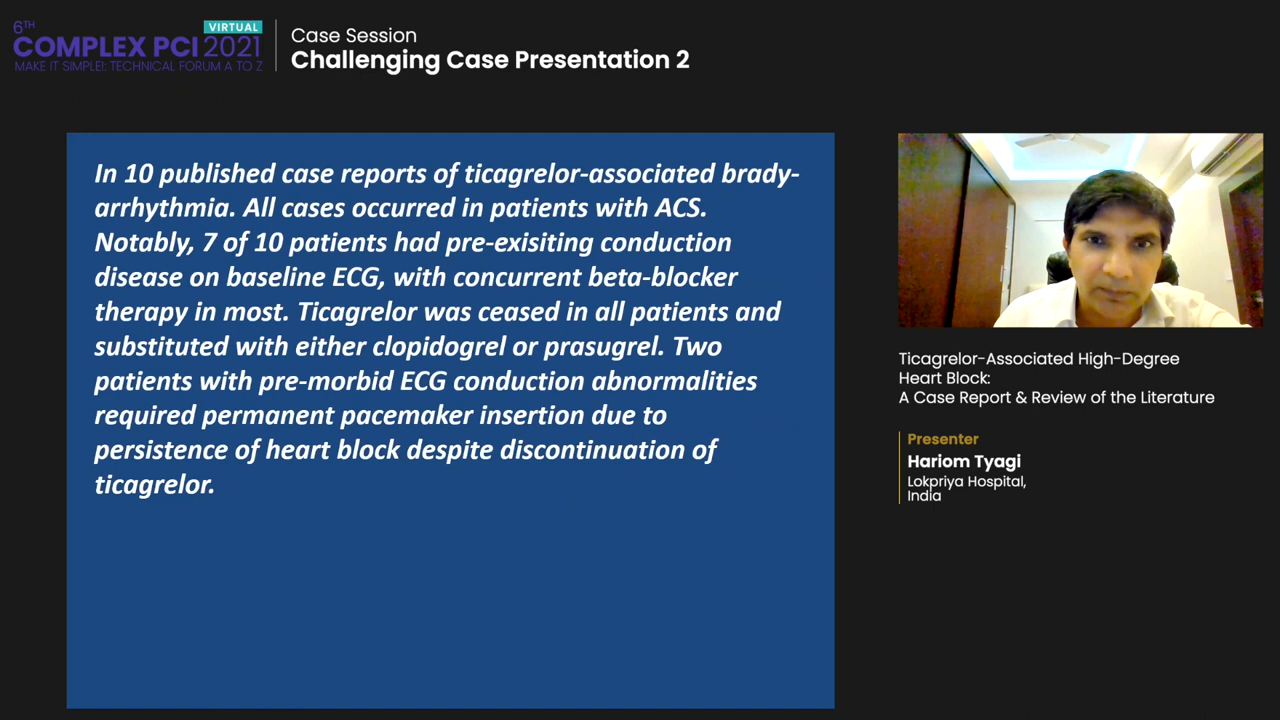 6TH
VIRTUAL
COMPLEX PCI 2021
MAKE IT SIMPLE!: TECHNICAL FORUM A TO Z
Case Session
Challenging Case Presentation 2
In 10 published case reports of ticagrelor-associated brady-
arrhythmia. All cases occurred in patients with ACS.
Notably, 7 of 10 patients had pre-exisiting conduction
disease on baseline ECG, with concurrent beta-blocker
therapy in most. Ticagrelor was ceased in all patients and
substituted with either clopidogrel or prasugrel. Two
patients with pre-morbid ECG conduction abnormalities
required permanent pacemaker insertion due to
persistence of heart block despite discontinuation of
ticagrelor.
Ticagrelor-Associated High-Degree
Heart Block:
A Case Report & Review of the Literature
Presenter
Hariom Tyagi
Lokpriya Hospital,
India